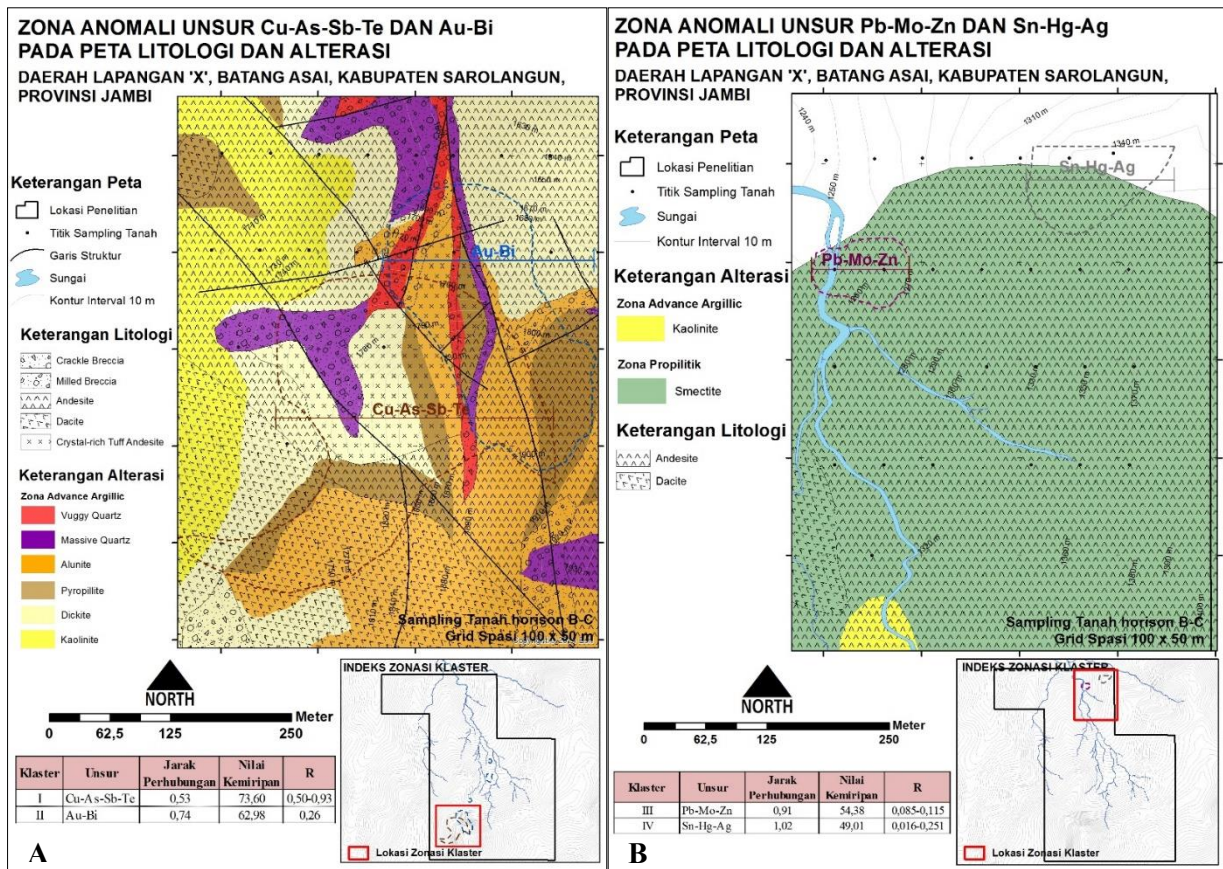 ZONA ANOMALI UNSUR Cu-As-Sb-Te DAN Au-Bi
PADA PETA LITOLOGI DAN ALTERASI
DAERAH LAPANGAN 'X', BATANG ASAI, KABUPATEN SAROLANGUN,
PROVINSI JAMBI
Keterangan Peta
Lokasi Penelitian
Titik Sampling Tanah
Garis Struktur
Sungai
Kontur Interval 10 m
Keterangan Litologi
Crackle Breccia
Milled Breccia
Andesite
Dacite
Crystal-rich Tuff Andesite
Keterangan Alterasi
Zona Advance Argillic
Vuggy Quartz
Massive Quartz
Alunite
Pyropillite
Dickite
Kaolinite
Au-Bi
Cu-As-Sb-Te
Sampling Tanah horison B-C
Grid Spasi 100 x 50 m
NORTH
Meter
0 62,5 125 250
INDEKS ZONASI KLASTER
Lokasi Zonasi Klaster
Klaster Unsur Jarak Perhubungan Nilai Kemiripan R
I Cu-As-Sb-Te 0,53 73,60 0,50-0,93
II Au-Bi 0,74 62,98 0,26
A
ZONA ANOMALI UNSUR Pb-Mo-Zn DAN Sn-Hg-Ag
PADA PETA LITOLOGI DAN ALTERASI
DAERAH LAPANGAN 'X', BATANG ASAI, KABUPATEN SAROLANGUN,
PROVINSI JAMBI
Keterangan Peta
Lokasi Penelitian
Titik Sampling Tanah
Sungai
Kontur Interval 10 m
Keterangan Alterasi
Zona Advance Argillic
Kaolinite
Zona Propilitik
Smectite
Keterangan Litologi
Andesite
Dacite
1240 m
1310 m
1340 m
1250 m
Sn-Hg-Ag
Pb-Mo-Zn
Sampling Tanah horison B-C
Grid Spasi 100 x 50 m
NORTH
Meter
0 62,5 125 250
INDEKS ZONASI KLASTER
Lokasi Zonasi Klaster
Klaster Unsur Jarak Perhubungan Nilai Kemiripan R
III Pb-Mo-Zn 0,91 54,38 0,085-0,115
IV Sn-Hg-Ag 1,02 49,01 0,016-0,251
B